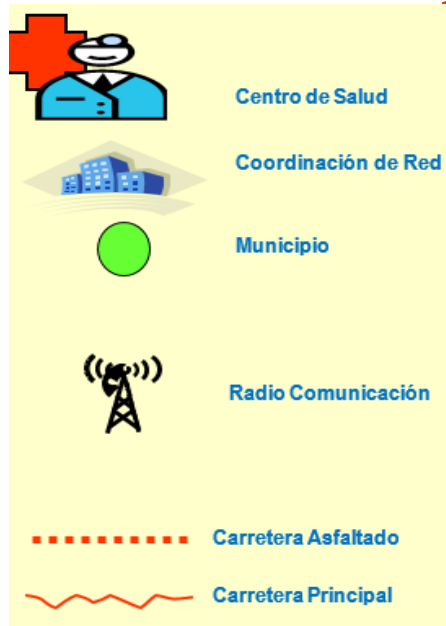 Centro de Salud
Coordinación de Red
Municipio
Radio Comunicación
Carretera Asfaltado
Carretera Principal